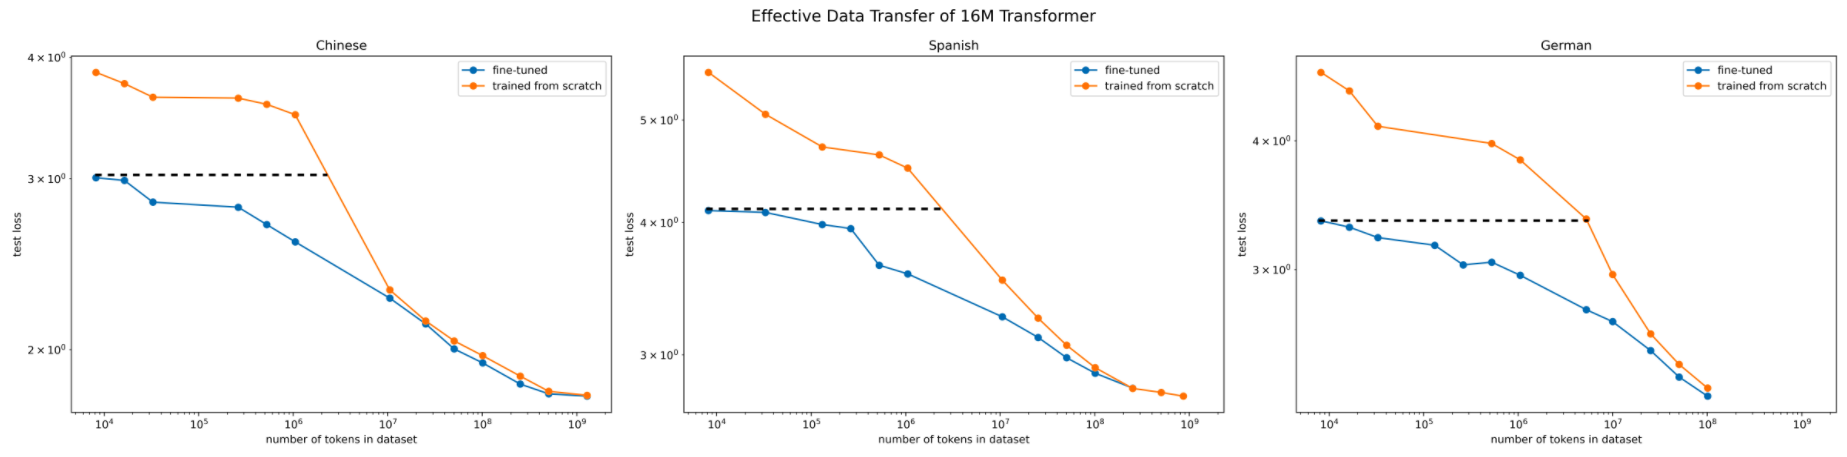 Effective Data Transfer of 16M Transformer
Chinese
4 × 10⁰
3 × 10⁰
2 × 10⁰
test loss
fine-tuned
trained from scratch
10⁴ 10⁵ 10⁶ 10⁷ 10⁸ 10⁹
number of tokens in dataset
Spanish
5 × 10⁰
4 × 10⁰
3 × 10⁰
test loss
fine-tuned
trained from scratch
10⁴ 10⁵ 10⁶ 10⁷ 10⁸ 10⁹
number of tokens in dataset
German
4 × 10⁰
3 × 10⁰
test loss
fine-tuned
trained from scratch
10⁴ 10⁵ 10⁶ 10⁷ 10⁸ 10⁹
number of tokens in dataset